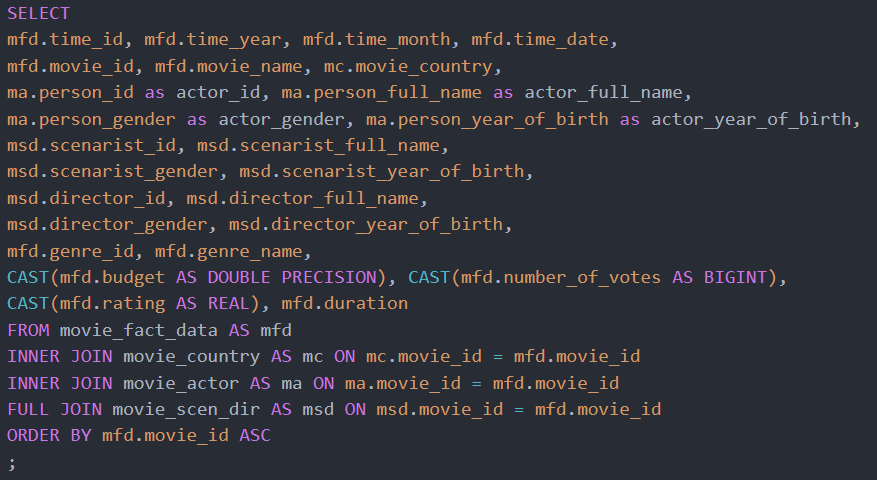 SELECT
mfd.time_id, mfd.time_year, mfd.time_month, mfd.time_date,
mfd.movie_id, mfd.movie_name, mc.movie_country,
ma.person_id as actor_id, ma.person_full_name as actor_full_name,
ma.person_gender as actor_gender, ma.person_year_of_birth as actor_year_of_birth,
msd.scenarist_id, msd.scenarist_full_name,
msd.scenarist_gender, msd.scenarist_year_of_birth,
msd.director_id, msd.director_full_name,
msd.director_gender, msd.director_year_of_birth,
mfd.genre_id, mfd.genre_name,
CAST(mfd.budget AS DOUBLE PRECISION), CAST(mfd.number_of_votes AS BIGINT),
CAST(mfd.rating AS REAL), mfd.duration
FROM movie_fact_data AS mfd
INNER JOIN movie_country AS mc ON mc.movie_id = mfd.movie_id
INNER JOIN movie_actor AS ma ON ma.movie_id = mfd.movie_id
FULL JOIN movie_scen_dir AS msd ON msd.movie_id = mfd.movie_id
ORDER BY mfd.movie_id ASC
;